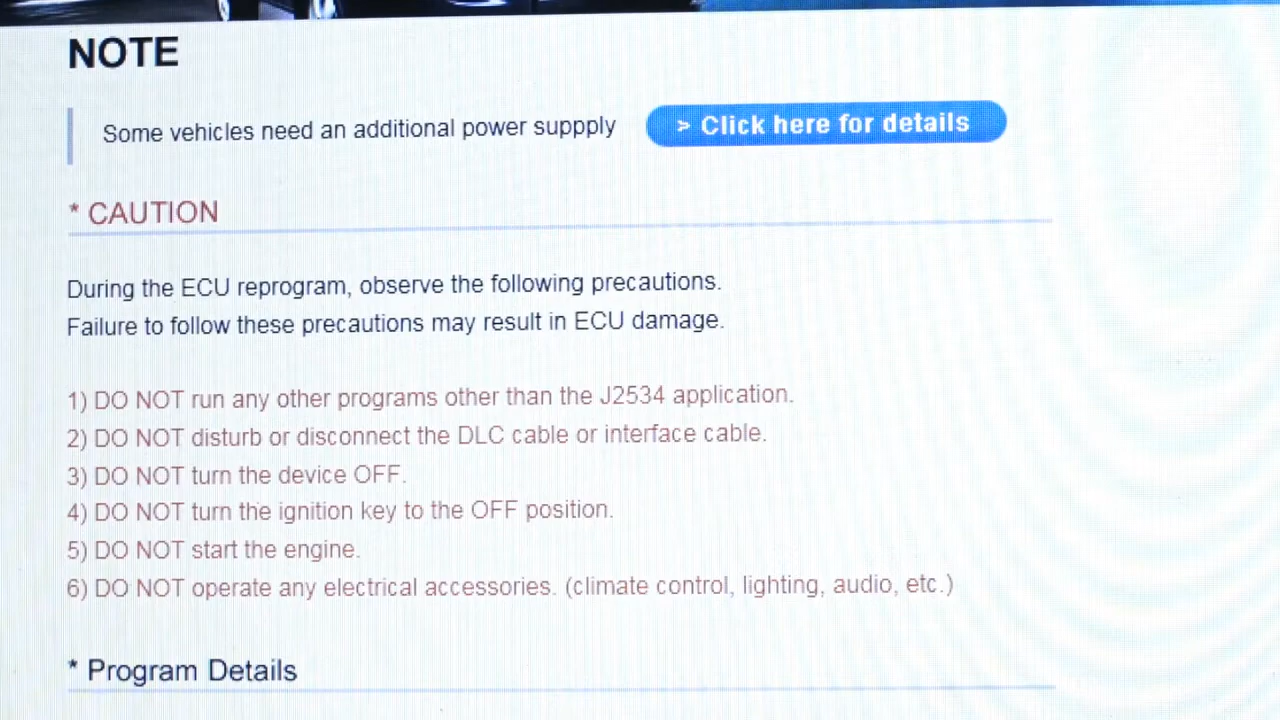 NOTE
Some vehicles need an additional power suppply
> Click here for details
* CAUTION
During the ECU reprogram, observe the following precautions.
Failure to follow these precautions may result in ECU damage.
1) DO NOT run any other programs other than the J2534 application.
2) DO NOT disturb or disconnect the DLC cable or interface cable.
3) DO NOT turn the device OFF.
4) DO NOT turn the ignition key to the OFF position.
5) DO NOT start the engine.
6) DO NOT operate any electrical accessories. (climate control, lighting, audio, etc.)
* Program Details